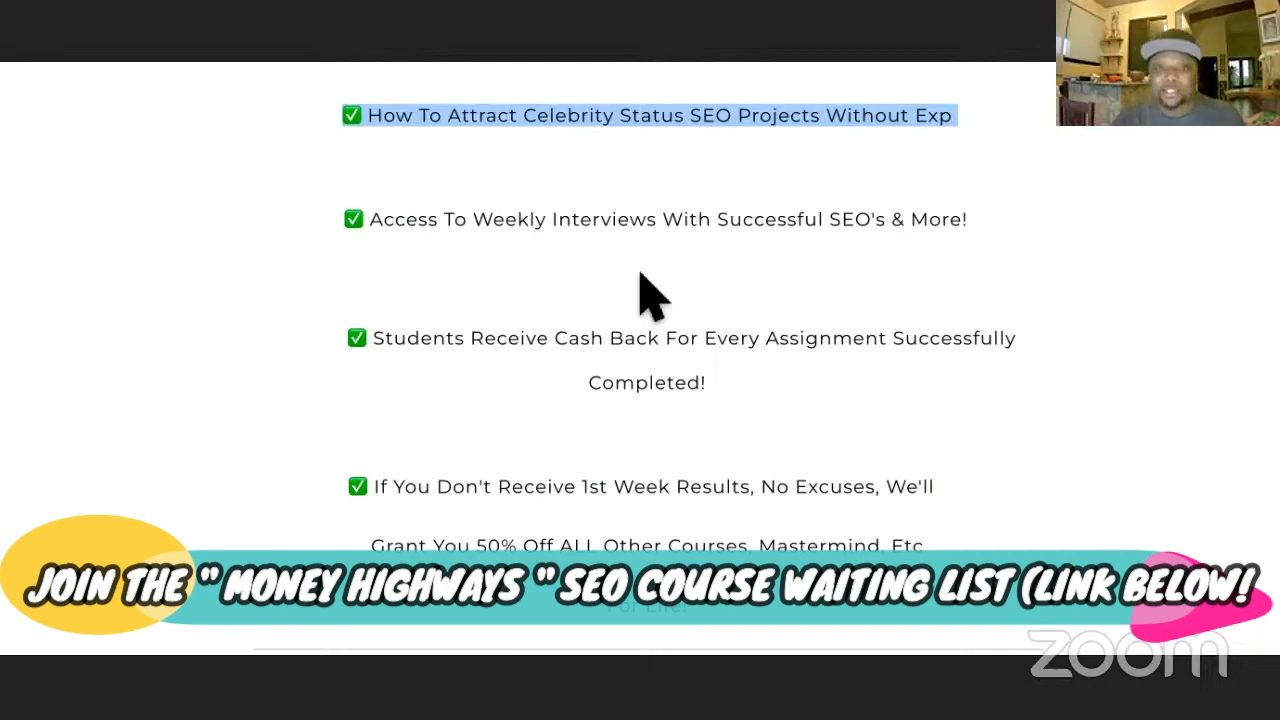 ✅ How To Attract Celebrity Status SEO Projects Without Exp
✅ Access To Weekly Interviews With Successful SEO's & More!
✅ Students Receive Cash Back For Every Assignment Successfully
Completed!
✅ If You Don't Receive 1st Week Results, No Excuses, We'll
Grant You 50% Off ALL Other Courses, Mastermind, Etc
JOIN THE " MONEY HIGHWAYS " SEO COURSE WAITING LIST (LINK BELOW!
For Life!
zoom